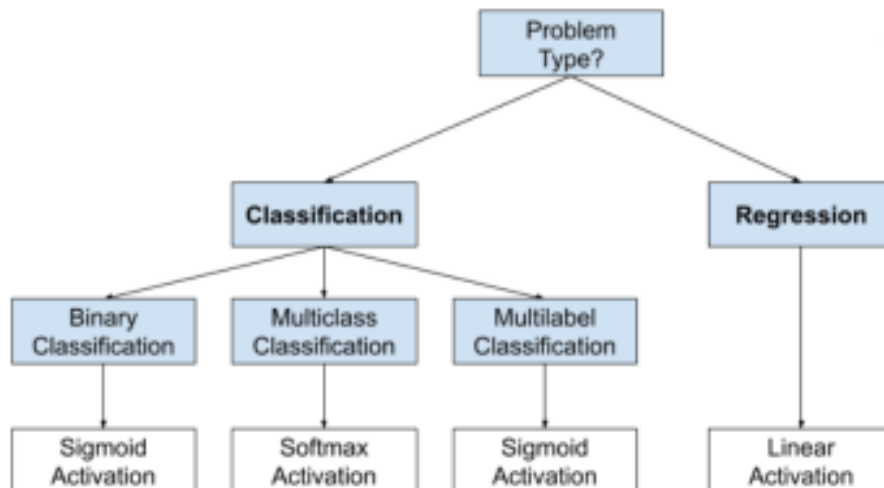 Problem
Type?
Classification
Regression
Binary
Classification
Multiclass
Classification
Multilabel
Classification
Sigmoid
Activation
Softmax
Activation
Sigmoid
Activation
Linear
Activation